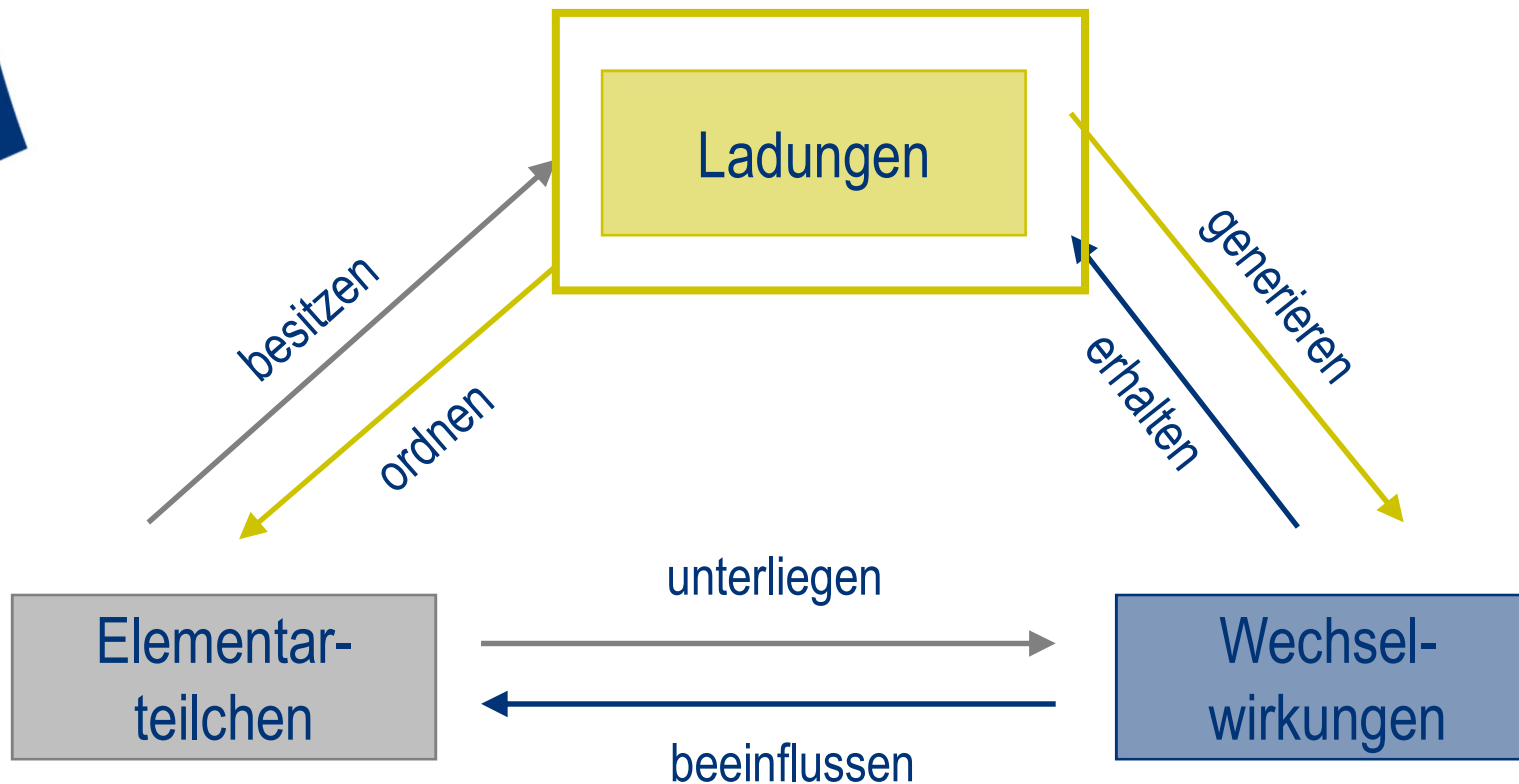 Ladungen
besitzen
ordnen
generieren
erhalten
unterliegen
Elementar-
teilchen
Wechsel-
wirkungen
beeinflussen